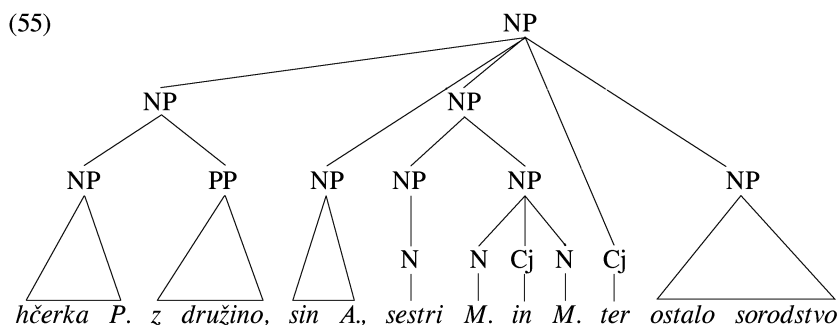 (55) NP
NP NP
NP PP NP NP NP NP
N N Cj N Cj
hčerka P. z družino, sin A., sestri M. in M. ter ostalo sorodstvo